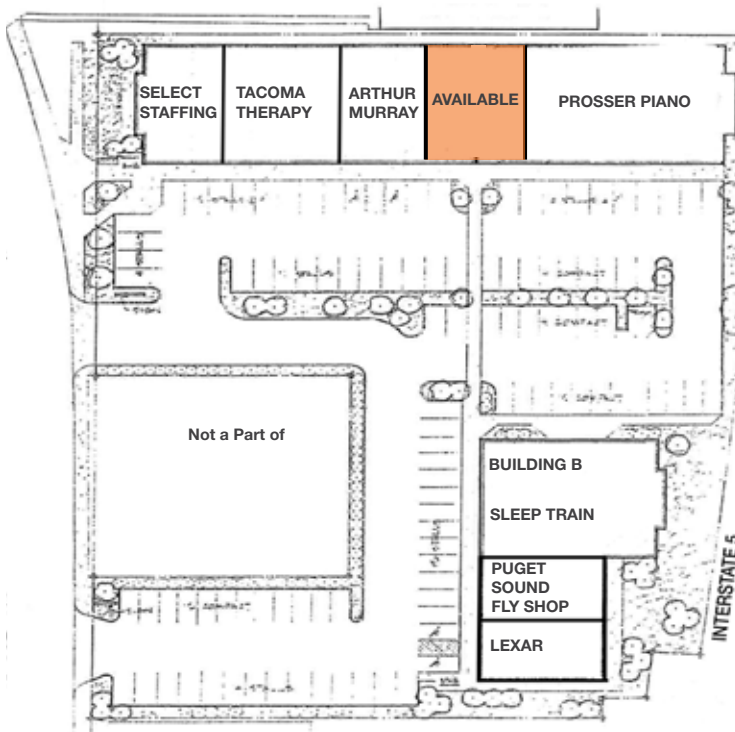 SELECT
STAFFING
TACOMA
THERAPY
ARTHUR
MURRAY
AVAILABLE
PROSSER PIANO
Not a Part of
BUILDING B
SLEEP TRAIN
PUGET
SOUND
FLY SHOP
LEXAR
INTERSTATE 5